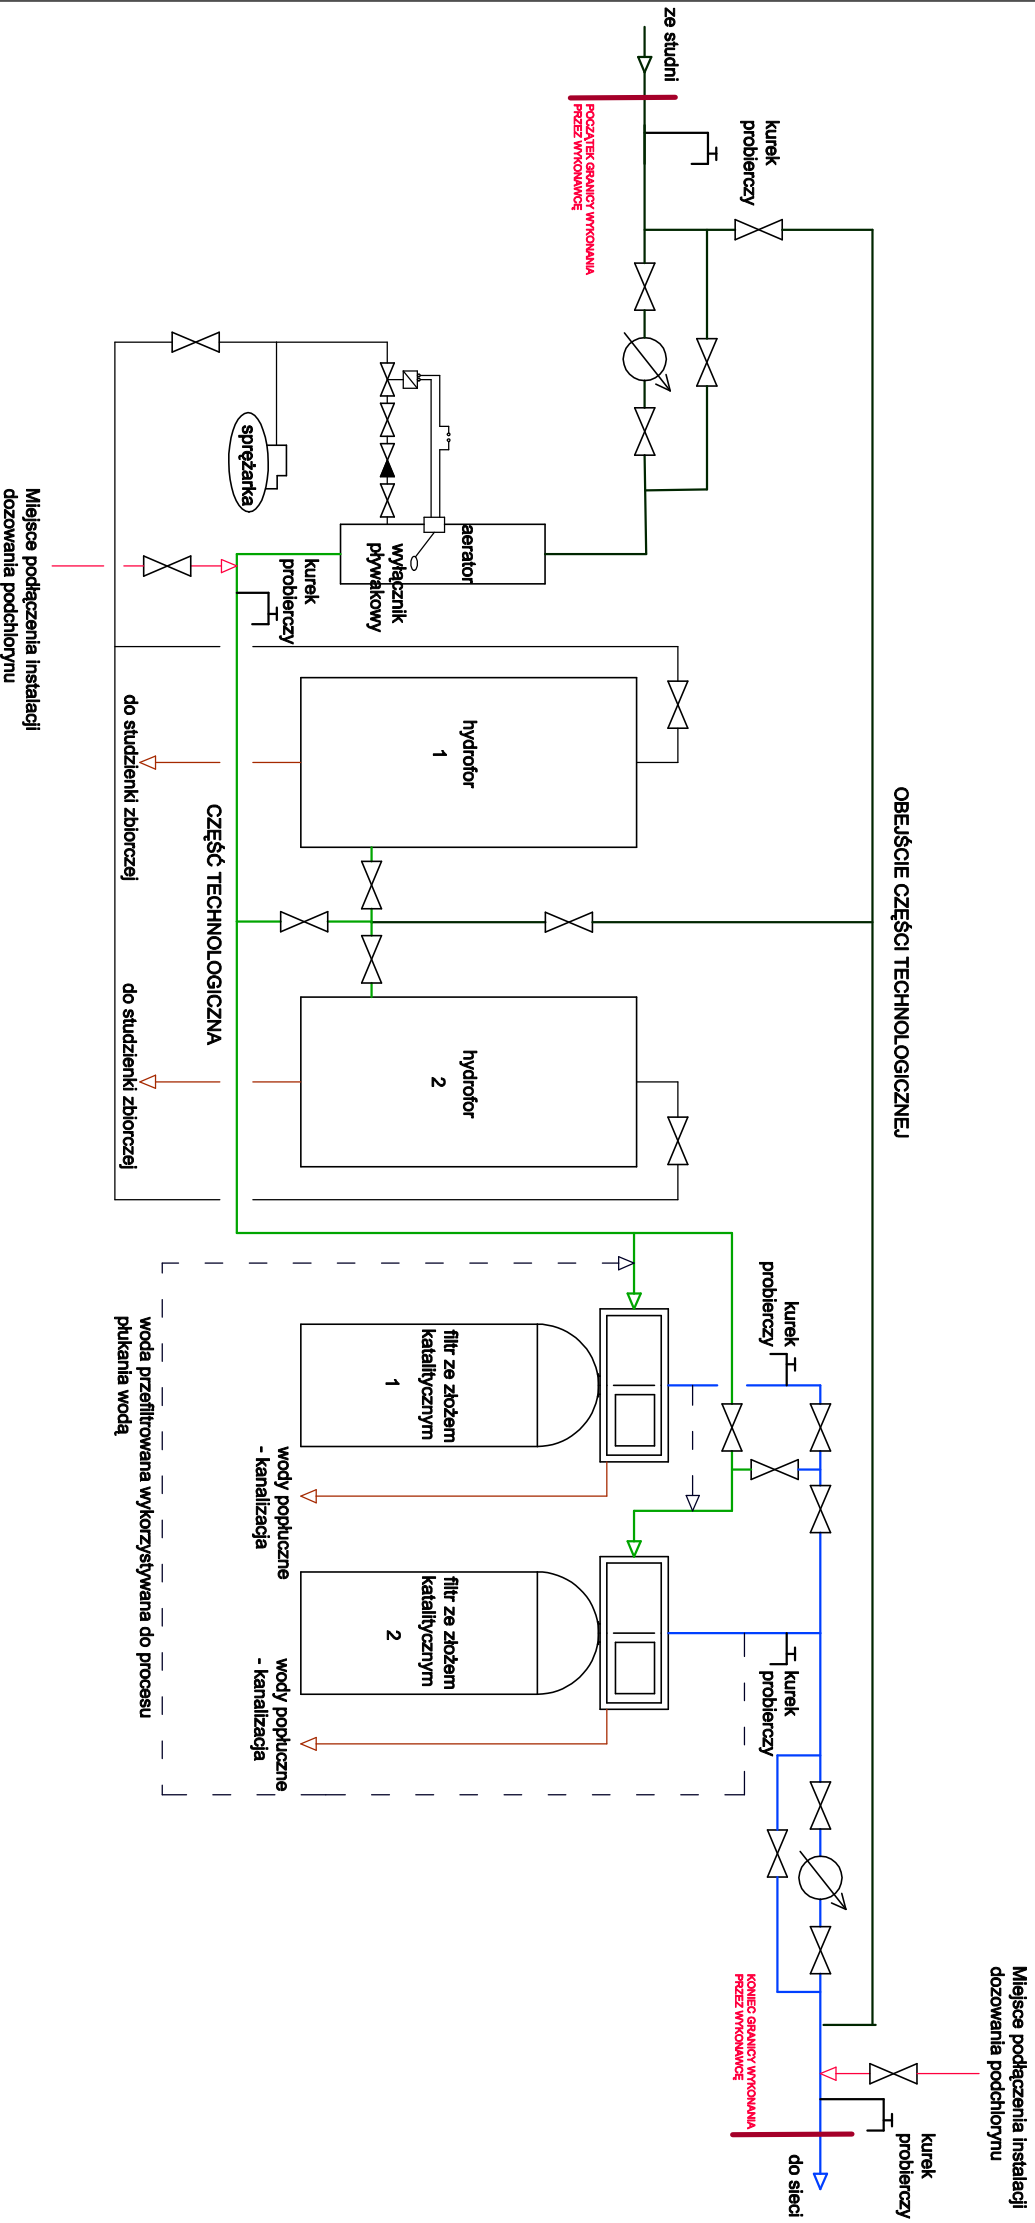 ze studni
POCZĄTEK GRANICY WYKONANIA
PRZEZ WYKONAWCĘ
kurek
probierczy
sprężarka
aerator
wyłącznik
pływakowy
kurek
probierczy
Miejsce podłączenia instalacji
dozowania podchlorynu
hydrofor
1
do studzienki zbiorczej
CZĘŚĆ TECHNOLOGICZNA
OBEJŚCIE CZĘŚCI TECHNOLOGICZNEJ
hydrofor
2
do studzienki zbiorczej
kurek
probierczy
filtr ze złożem
katalitycznym
1
wody popłuczne
- kanalizacja
woda przefiltrowana wykorzystywana do procesu
płukania wodą
filtr ze złożem
katalitycznym
2
wody popłuczne
- kanalizacja
kurek
probierczy
KONIEC GRANICY WYKONANIA
PRZEZ WYKONAWCĘ
Miejsce podłączenia instalacji
dozowania podchlorynu
kurek
probierczy
do sieci